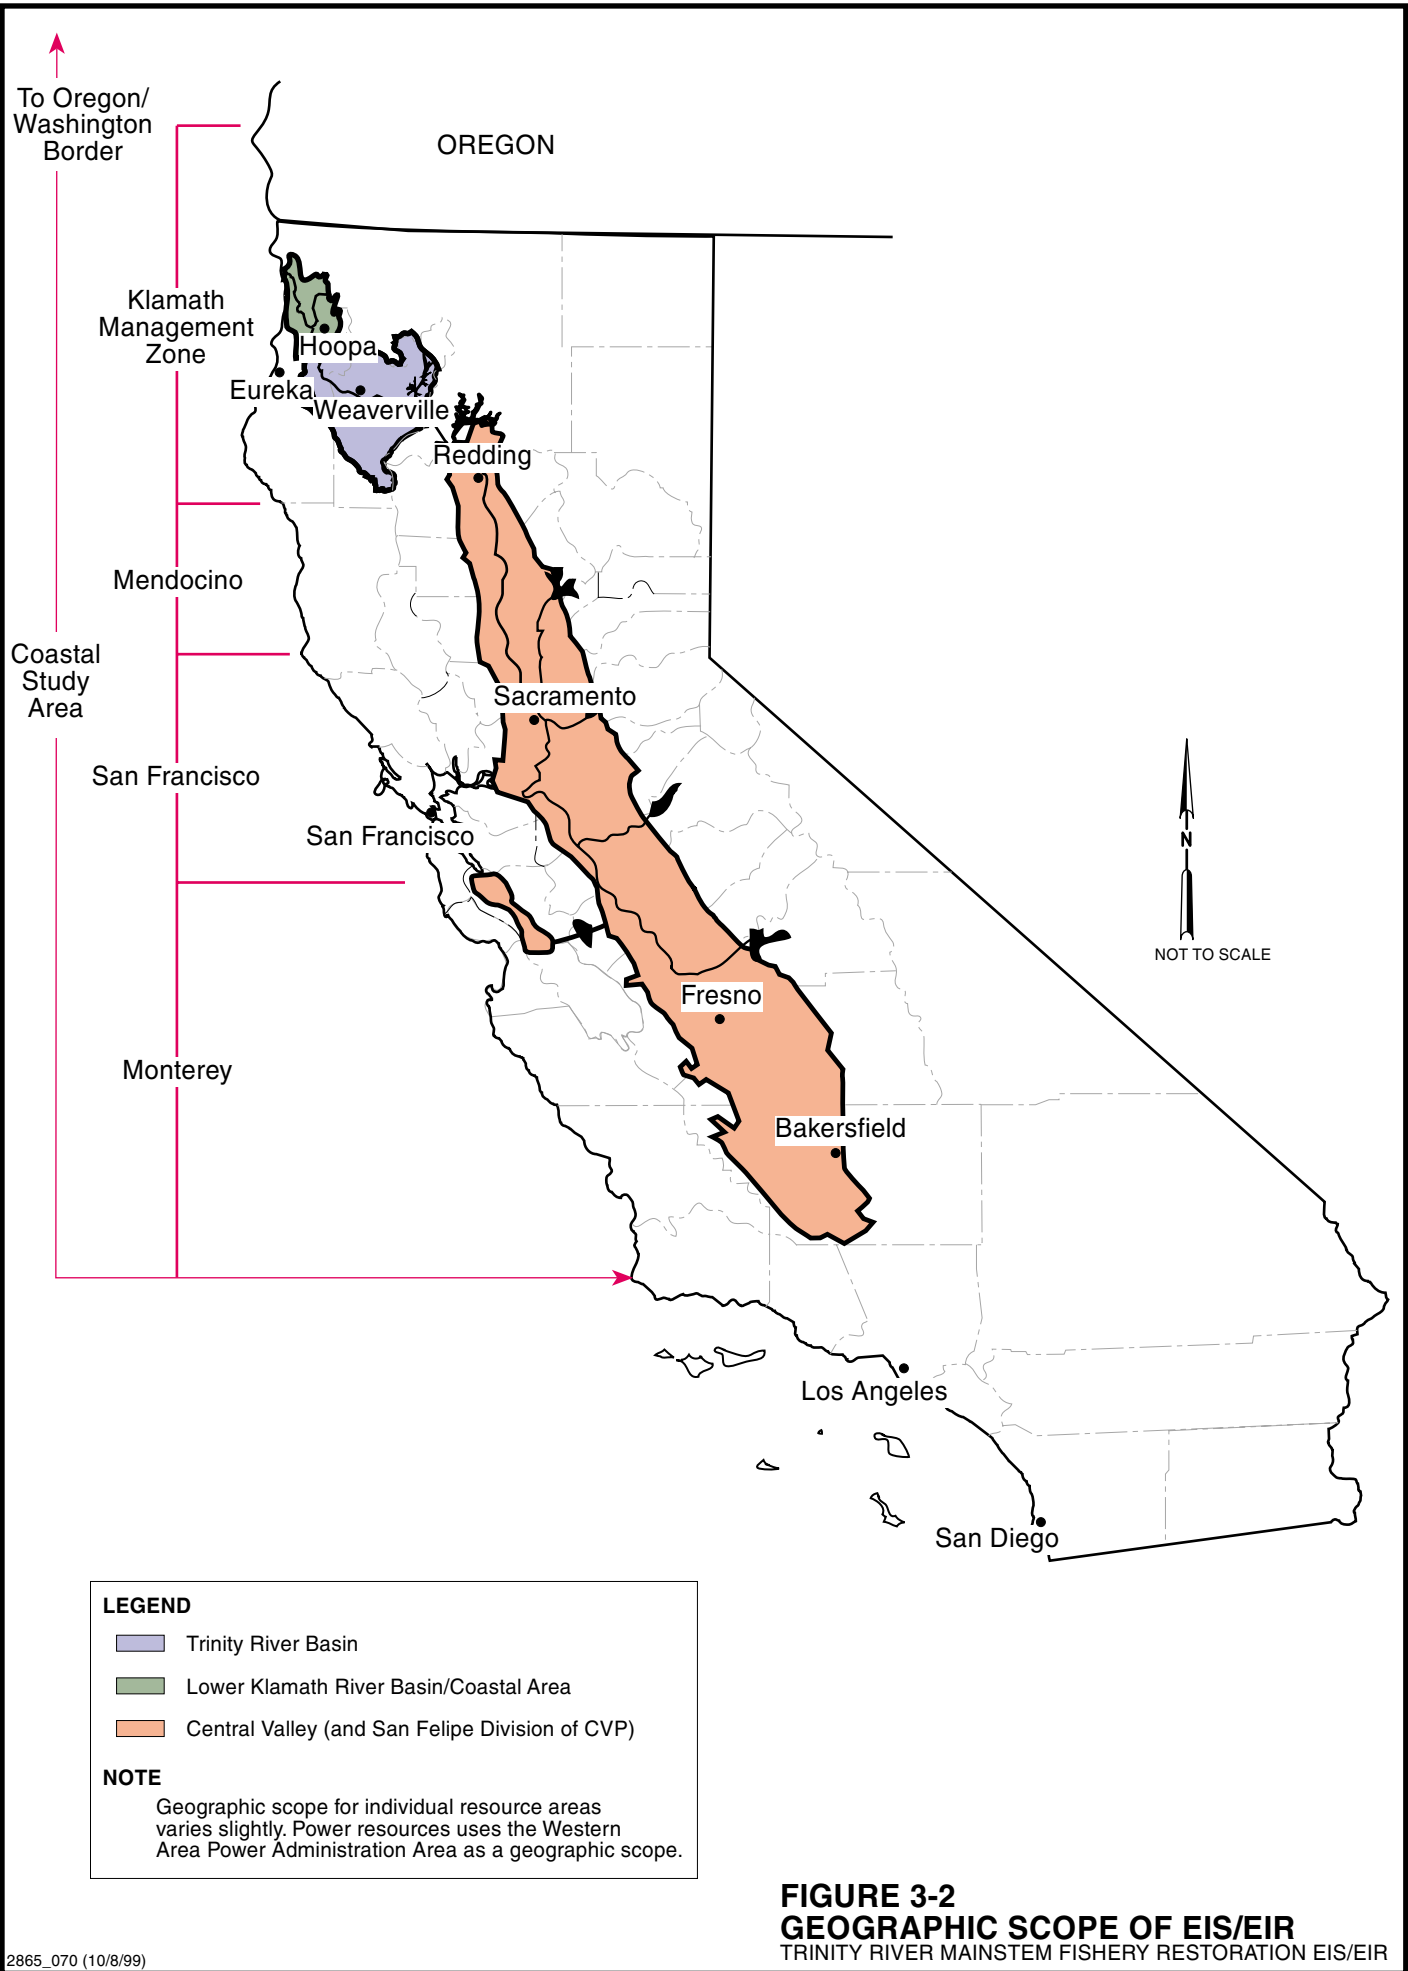 To Oregon/
Washington
Border
OREGON
Klamath
Management
Zone
Hoopa
Eureka
Weaverville
Redding
Mendocino
Coastal
Study
Area
Sacramento
San Francisco
San Francisco
N
NOT TO SCALE
Fresno
Monterey
Bakersfield
Los Angeles
San Diego
LEGEND
Trinity River Basin
Lower Klamath River Basin/Coastal Area
Central Valley (and San Felipe Division of CVP)
NOTE
Geographic scope for individual resource areas
varies slightly. Power resources uses the Western
Area Power Administration Area as a geographic scope.
FIGURE 3-2
GEOGRAPHIC SCOPE OF EIS/EIR
TRINITY RIVER MAINSTEM FISHERY RESTORATION EIS/EIR
2865_070 (10/8/99)